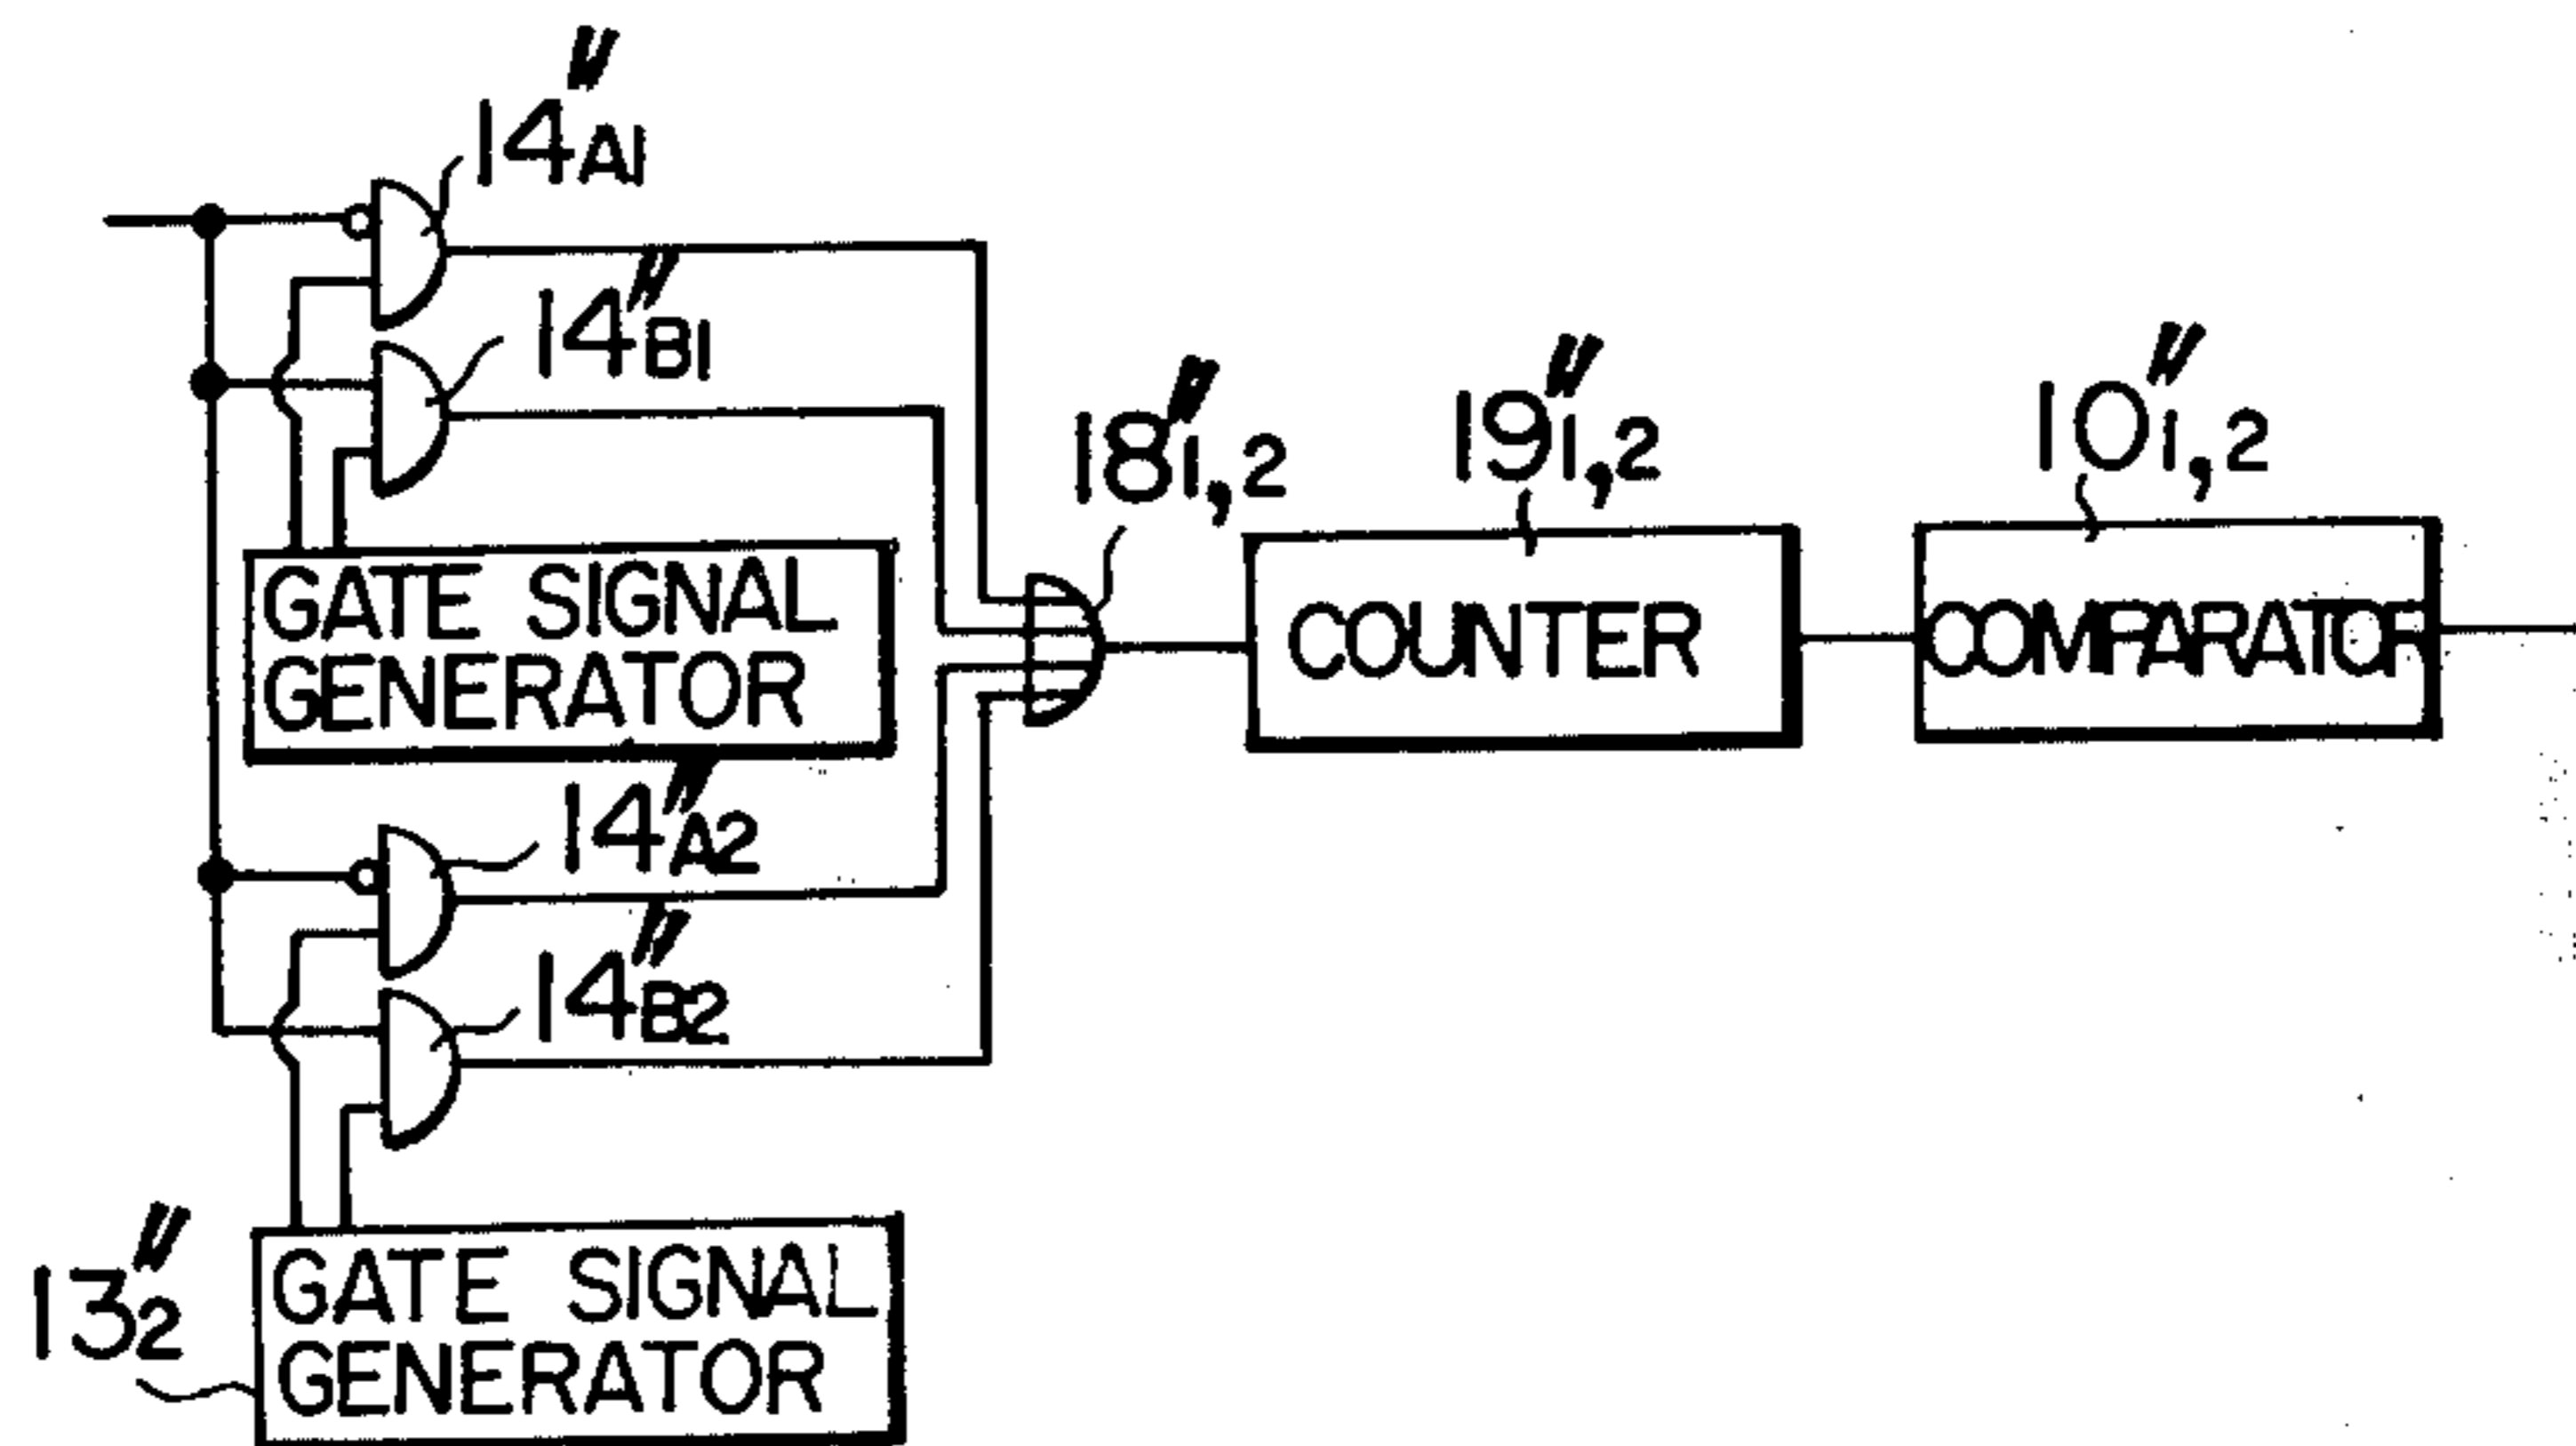 14"A1
14"B1
18"1,2
19"1,2
10"1,2
GATE SIGNAL
GENERATOR
COUNTER
COMPARATOR
14"A2
14"B2
13"2
GATE SIGNAL
GENERATOR